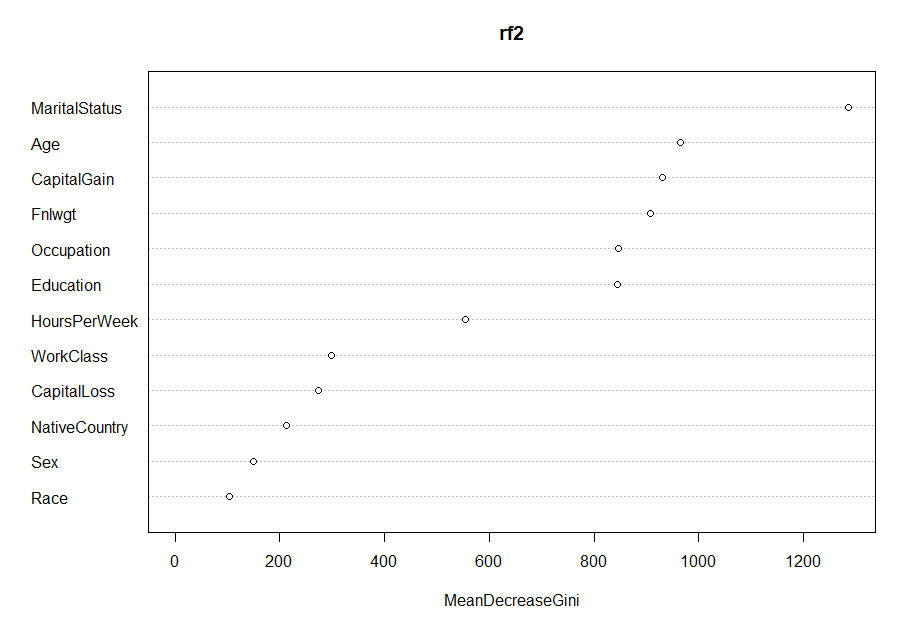 rf2
MaritalStatus
Age
CapitalGain
Fnlwgt
Occupation
Education
HoursPerWeek
WorkClass
CapitalLoss
NativeCountry
Sex
Race
0 200 400 600 800 1000 1200
MeanDecreaseGini